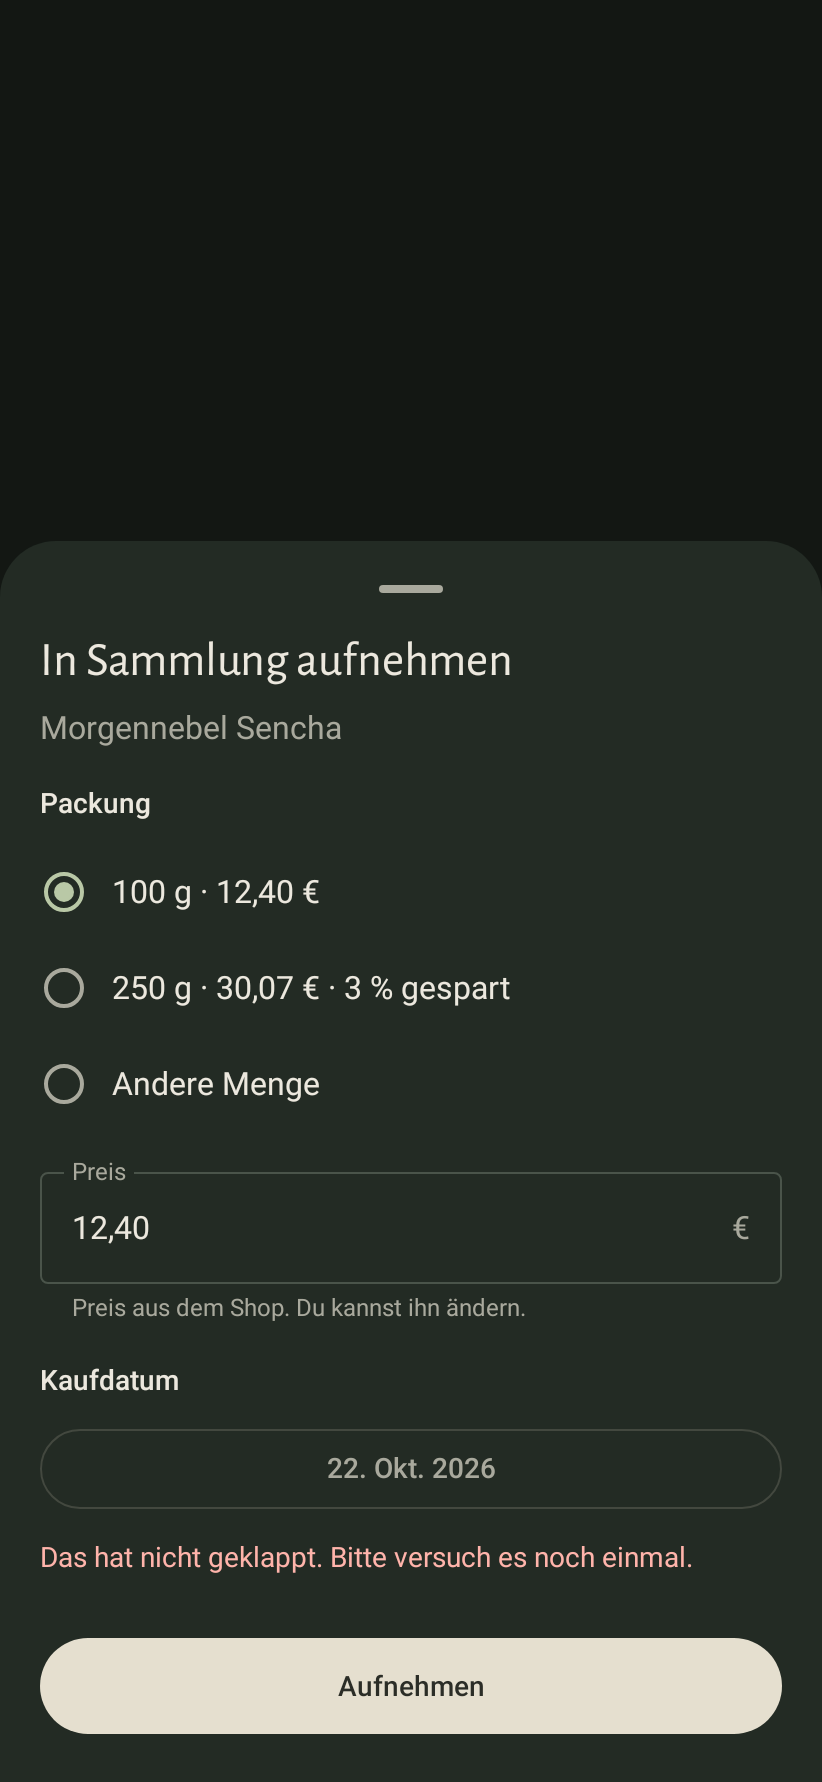 In Sammlung aufnehmen
Morgennebel Sencha
Packung
100 g · 12,40 €
250 g · 30,07 € · 3 % gespart
Andere Menge
Preis
12,40 €
Preis aus dem Shop. Du kannst ihn ändern.
Kaufdatum
22. Okt. 2026
Das hat nicht geklappt. Bitte versuch es noch einmal.
Aufnehmen